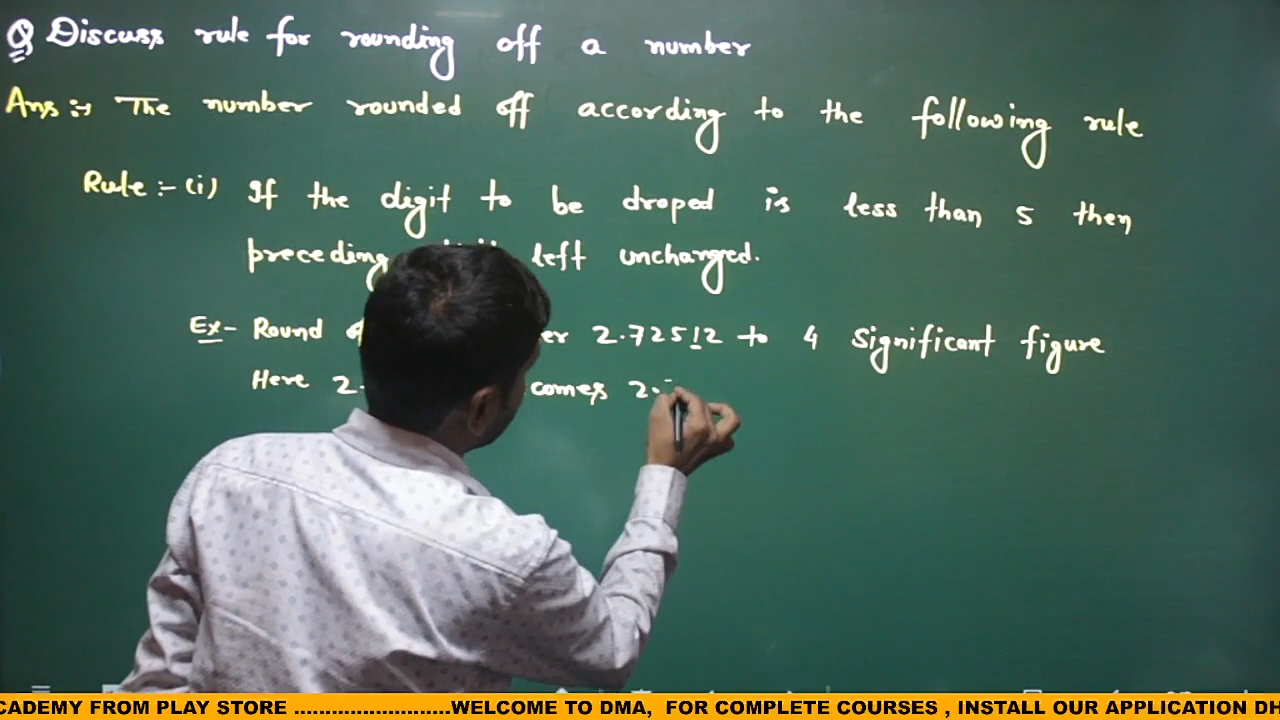 Q Discuss rule for rounding off a number
Ans :→ The number rounded off according to the following rule
Rule :- (i) If the digit to be droped is less than 5 then
preceding left unchanged.
Ex- Round 2.72512 to 4 significant figure
Here 2. comes 2.
CADEMY FROM PLAY STORE .........................WELCOME TO DMA, FOR COMPLETE COURSES , INSTALL OUR APPLICATION DH